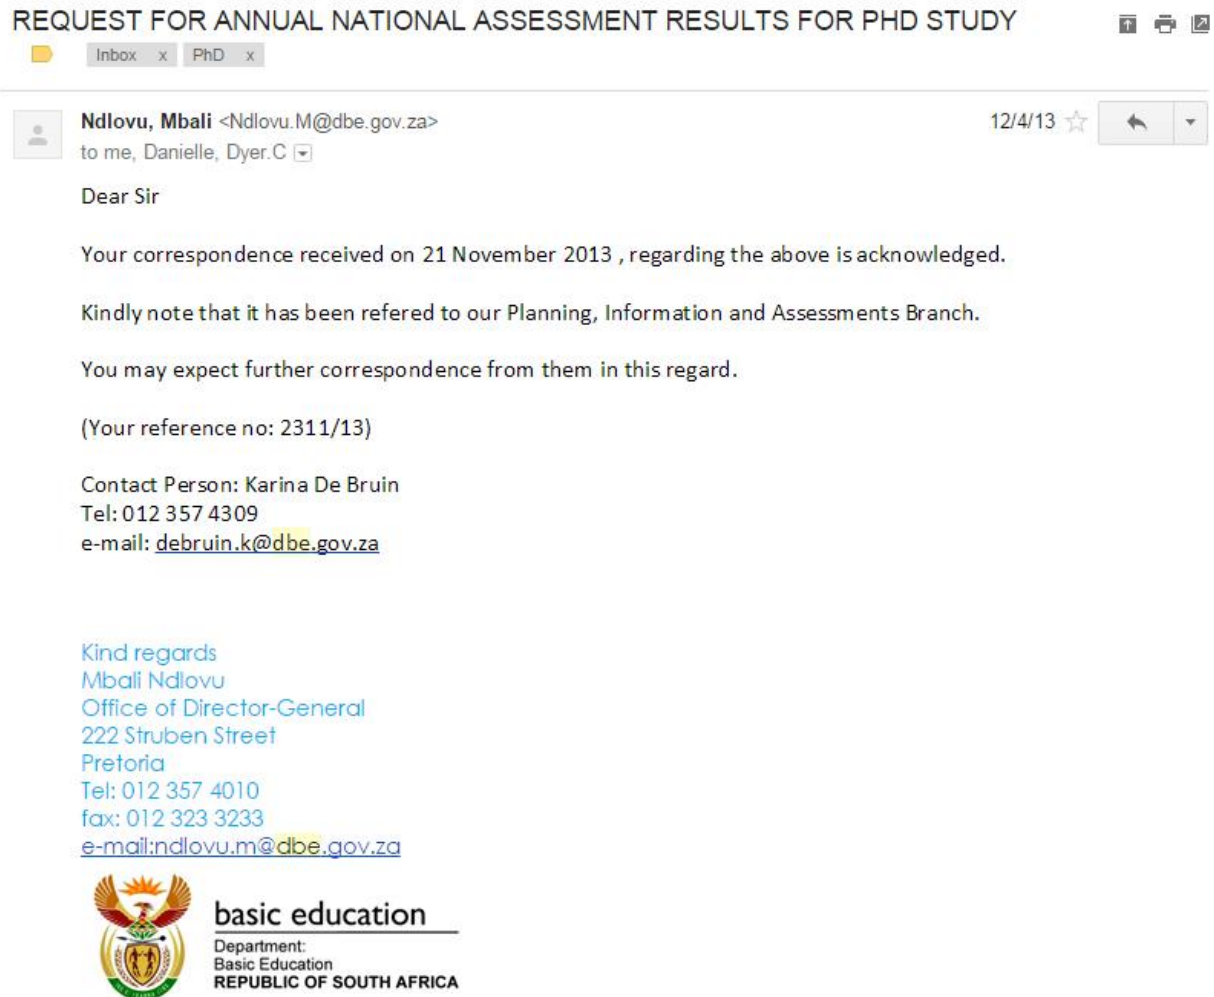 REQUEST FOR ANNUAL NATIONAL ASSESSMENT RESULTS FOR PHD STUDY
Inbox x PhD x
Ndlovu, Mbali <Ndlovu.M@dbe.gov.za> 12/4/13
to me, Danielle, Dyer.C
Dear Sir
Your correspondence received on 21 November 2013 , regarding the above is acknowledged.
Kindly note that it has been refered to our Planning, Information and Assessments Branch.
You may expect further correspondence from them in this regard.
(Your reference no: 2311/13)
Contact Person: Karina De Bruin
Tel: 012 357 4309
e-mail: debruin.k@dbe.gov.za
Kind regards
Mbali Ndlovu
Office of Director-General
222 Struben Street
Pretoria
Tel: 012 357 4010
fax: 012 323 3233
e-mail:ndlovu.m@dbe.gov.za
basic education
Department:
Basic Education
REPUBLIC OF SOUTH AFRICA